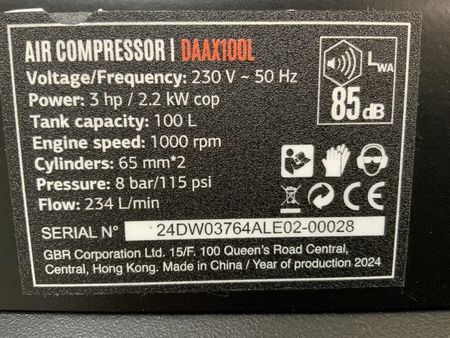 AIR COMPRESSOR | DAAX100L
Voltage/Frequency: 230 V ~ 50 Hz
Power: 3 hp / 2.2 kW cop
Tank capacity: 100 L
Engine speed: 1000 rpm
Cylinders: 65 mm*2
Pressure: 8 bar/115 psi
Flow: 234 L/min
LWA
85dB
CE
SERIAL N° 24DW03764ALE02-00028
GBR Corporation Ltd. 15/F. 100 Queen's Road Central,
Central, Hong Kong. Made in China / Year of production 2024